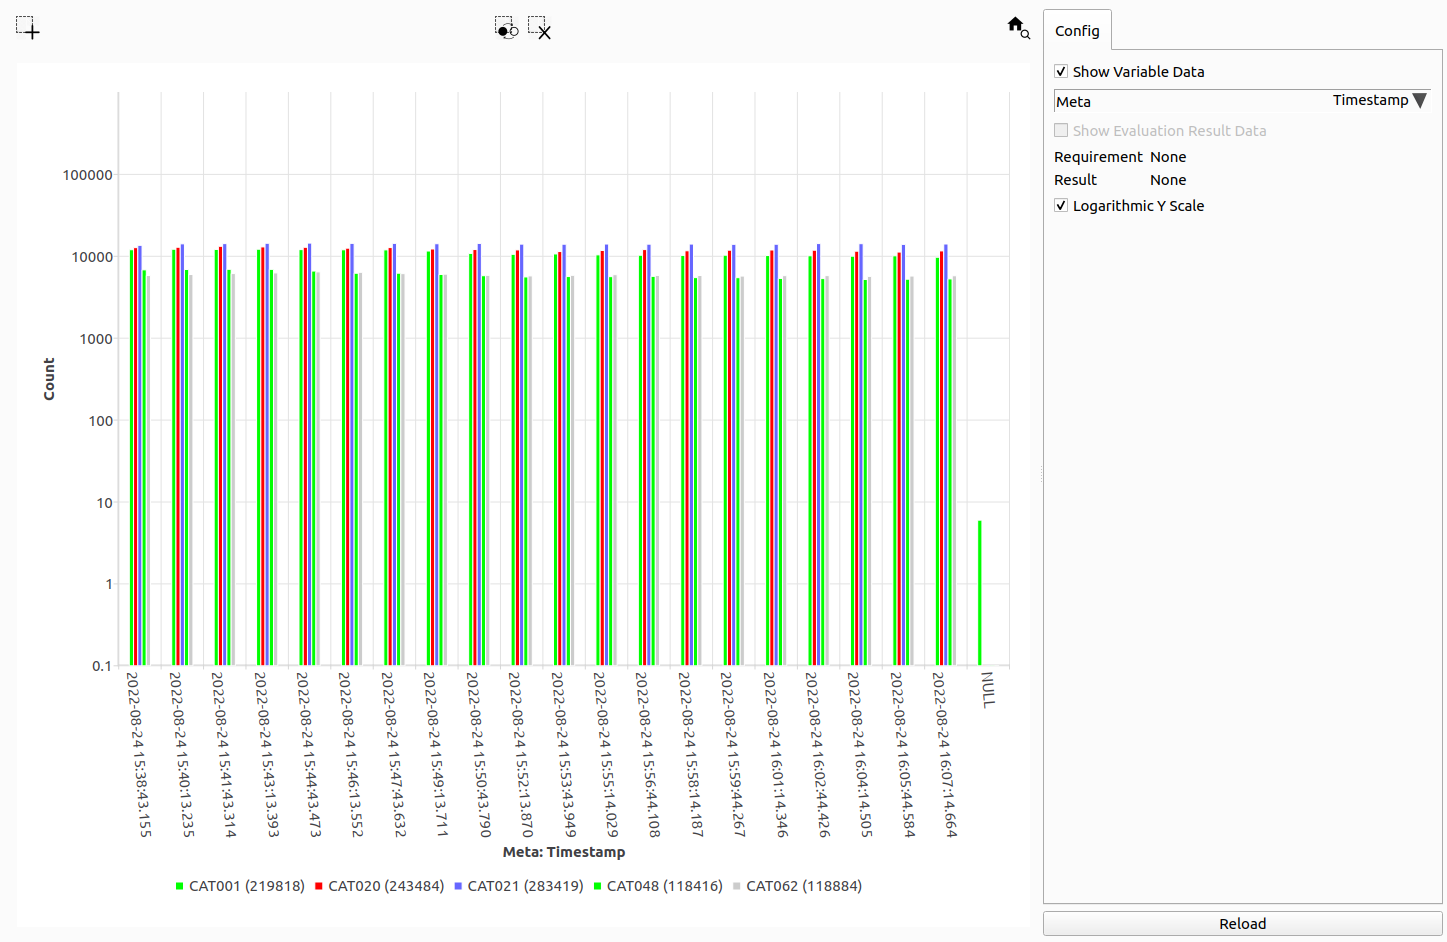 Config
Show Variable Data
Meta Timestamp
Show Evaluation Result Data
Requirement None
Result None
Logarithmic Y Scale
100000
10000
1000
100
10
1
0.1
Count
2022-08-24 15:38:43.155
2022-08-24 15:40:13.235
2022-08-24 15:41:43.314
2022-08-24 15:43:13.393
2022-08-24 15:44:43.473
2022-08-24 15:46:13.552
2022-08-24 15:47:43.632
2022-08-24 15:49:13.711
2022-08-24 15:50:43.790
2022-08-24 15:52:13.870
2022-08-24 15:53:43.949
2022-08-24 15:55:14.029
2022-08-24 15:56:44.108
2022-08-24 15:58:14.187
2022-08-24 15:59:44.267
2022-08-24 16:01:14.346
2022-08-24 16:02:44.426
2022-08-24 16:04:14.505
2022-08-24 16:05:44.584
2022-08-24 16:07:14.664
NULL
Meta: Timestamp
CAT001 (219818) CAT020 (243484) CAT021 (283419) CAT048 (118416) CAT062 (118884)
Reload